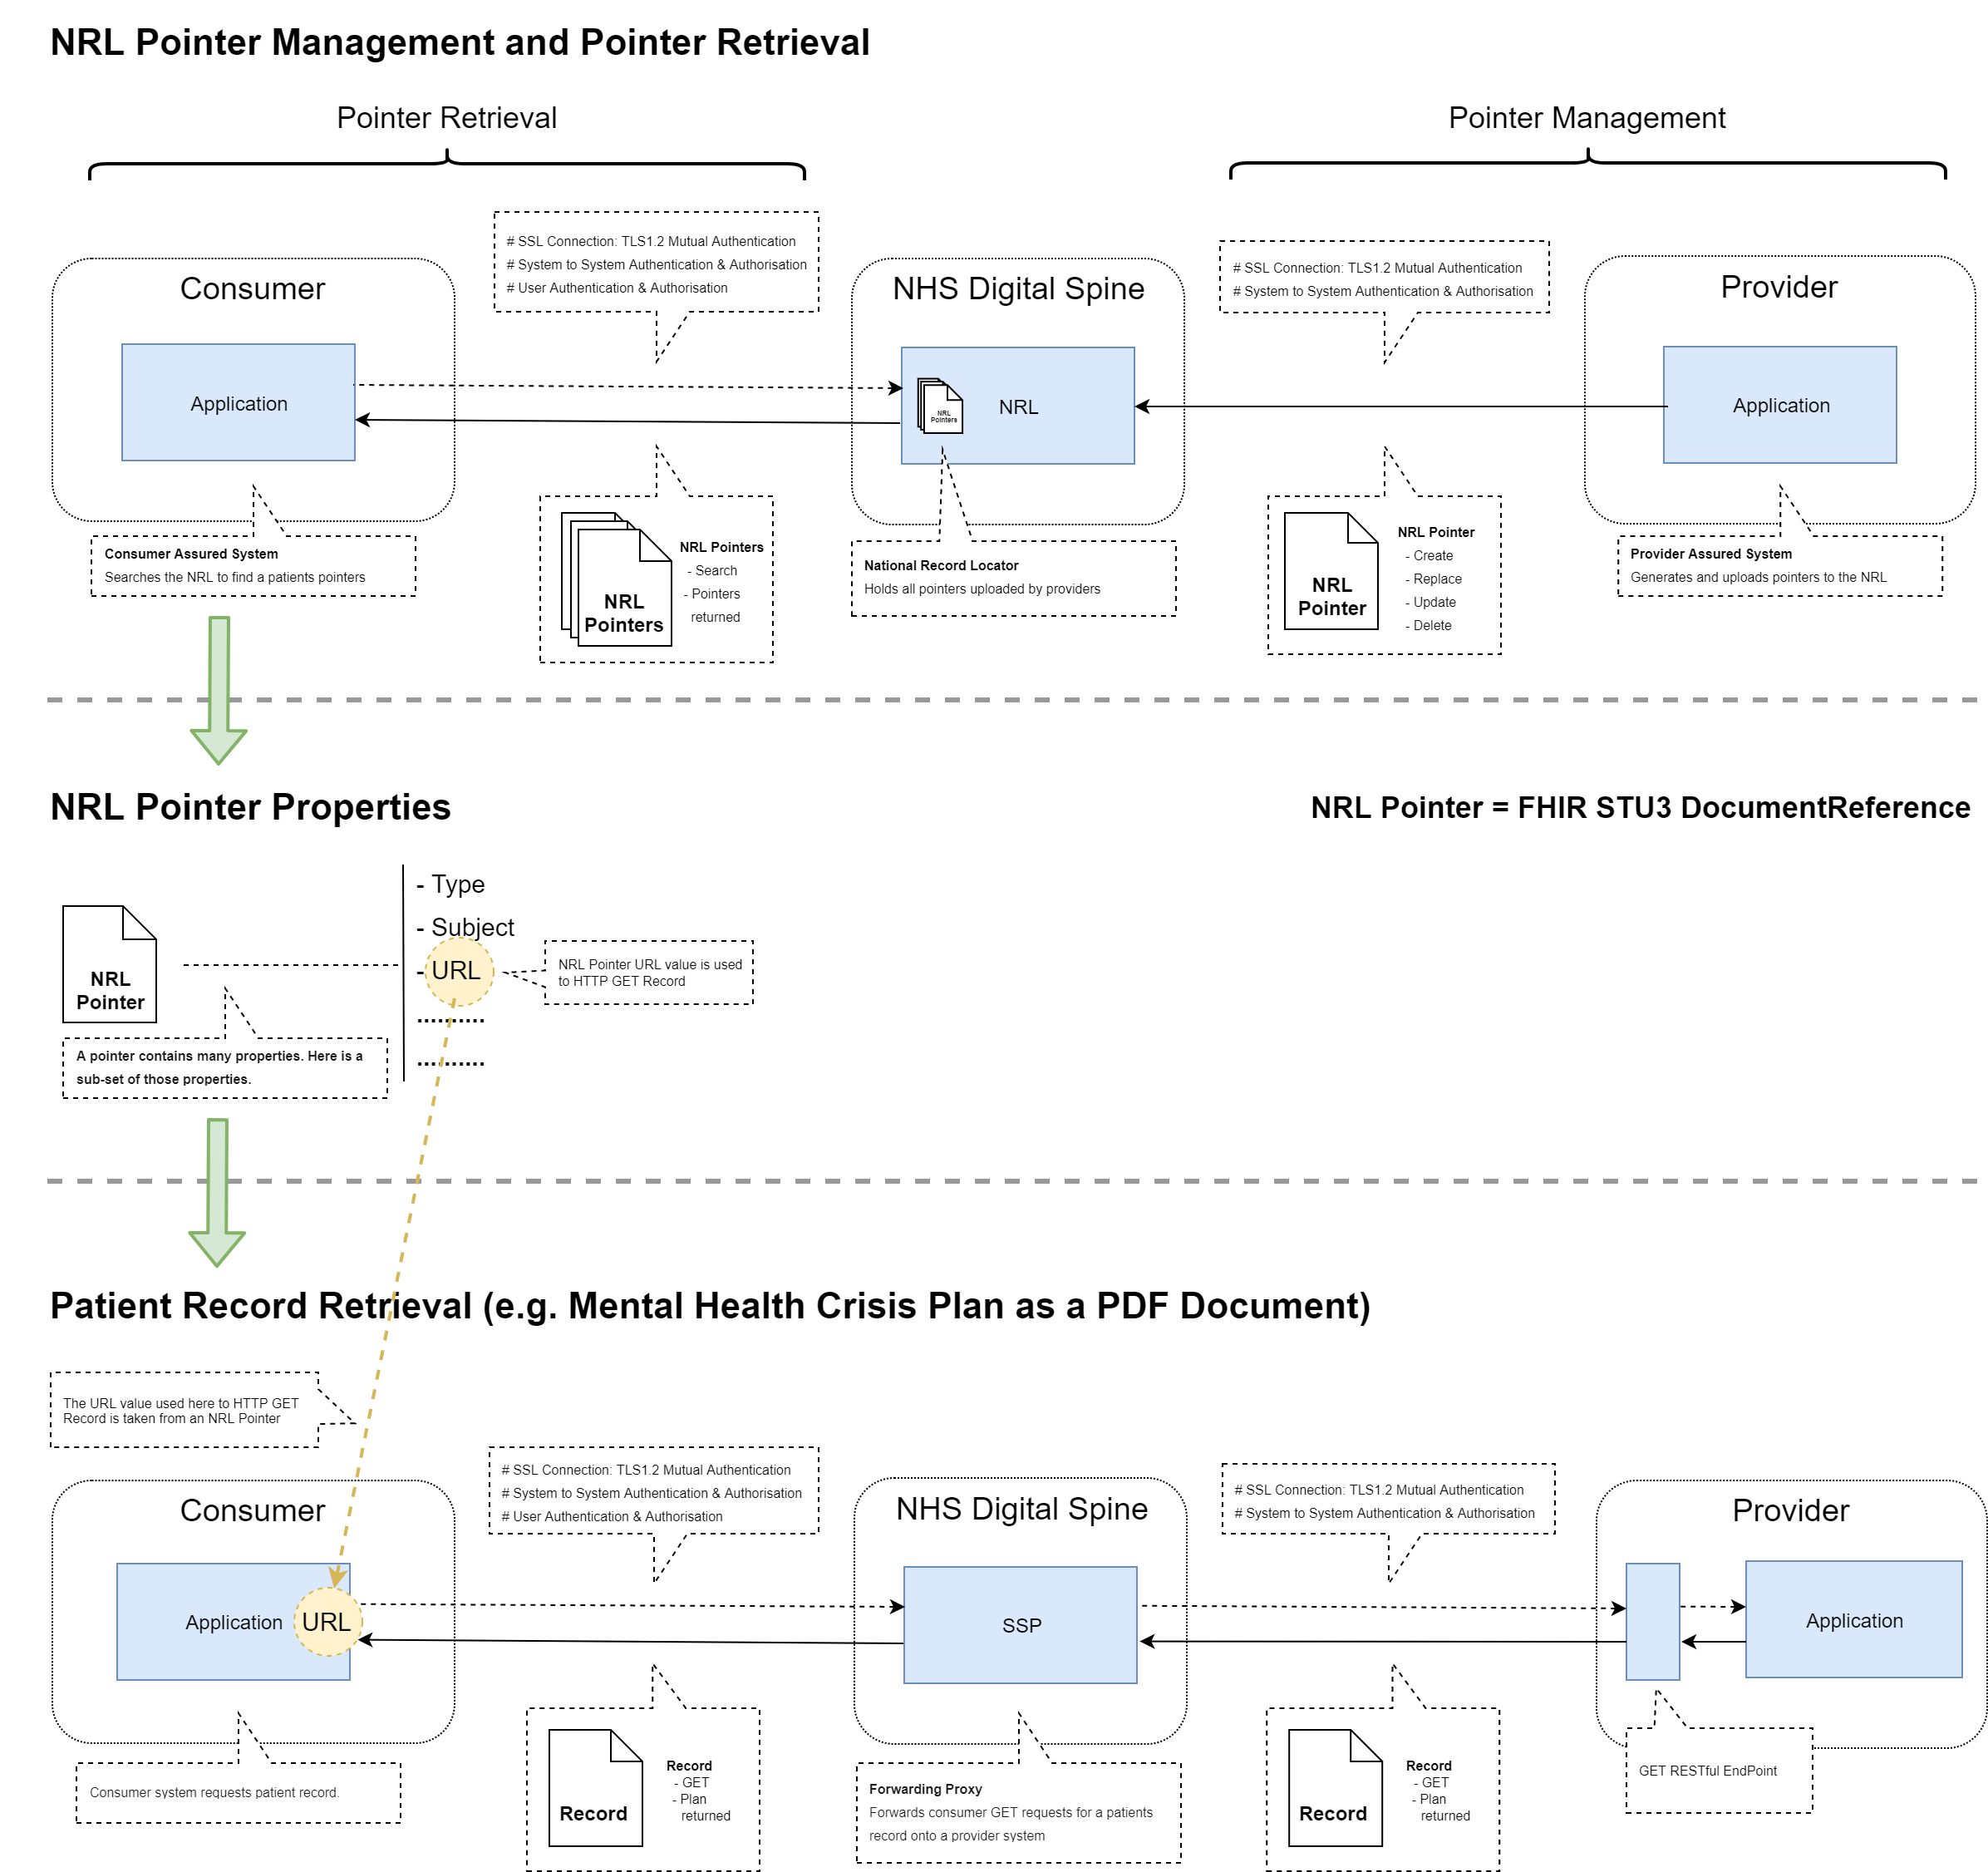 NRL Pointer Management and Pointer Retrieval
Pointer Retrieval
Pointer Management
# SSL Connection: TLS1.2 Mutual Authentication
# System to System Authentication & Authorisation
# User Authentication & Authorisation
# SSL Connection: TLS1.2 Mutual Authentication
# System to System Authentication & Authorisation
Consumer
NHS Digital Spine
Provider
Application
NRL
Pointers
NRL
Application
Consumer Assured System
Searches the NRL to find a patients pointers
NRL
Pointers
NRL Pointers
- Search
- Pointers
returned
National Record Locator
Holds all pointers uploaded by providers
NRL
Pointer
NRL Pointer
- Create
- Replace
- Update
- Delete
Provider Assured System
Generates and uploads pointers to the NRL
NRL Pointer Properties
NRL Pointer = FHIR STU3 DocumentReference
NRL
Pointer
- Type
- Subject
- URL
..........
..........
NRL Pointer URL value is used
to HTTP GET Record
A pointer contains many properties. Here is a
sub-set of those properties.
Patient Record Retrieval (e.g. Mental Health Crisis Plan as a PDF Document)
The URL value used here to HTTP GET
Record is taken from an NRL Pointer
# SSL Connection: TLS1.2 Mutual Authentication
# System to System Authentication & Authorisation
# User Authentication & Authorisation
# SSL Connection: TLS1.2 Mutual Authentication
# System to System Authentication & Authorisation
Consumer
NHS Digital Spine
Provider
Application
URL
SSP
Application
Consumer system requests patient record.
Record
Record
- GET
- Plan
returned
Forwarding Proxy
Forwards consumer GET requests for a patients
record onto a provider system
Record
Record
- GET
- Plan
returned
GET RESTful EndPoint